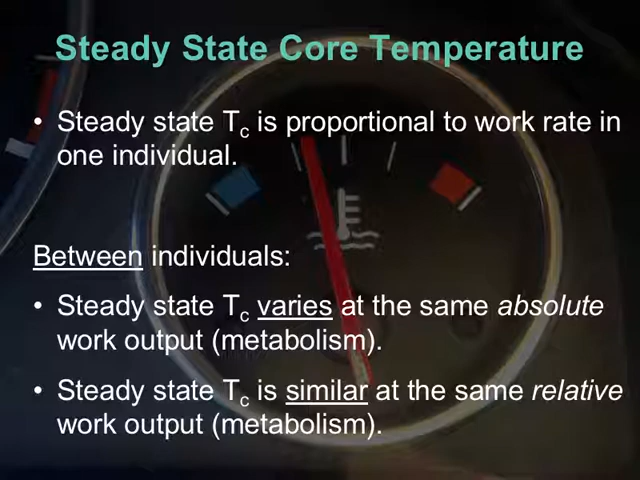 Steady State Core Temperature
• Steady state Tc is proportional to work rate in
one individual.
Between individuals:
• Steady state Tc varies at the same absolute
work output (metabolism).
• Steady state Tc is similar at the same relative
work output (metabolism).